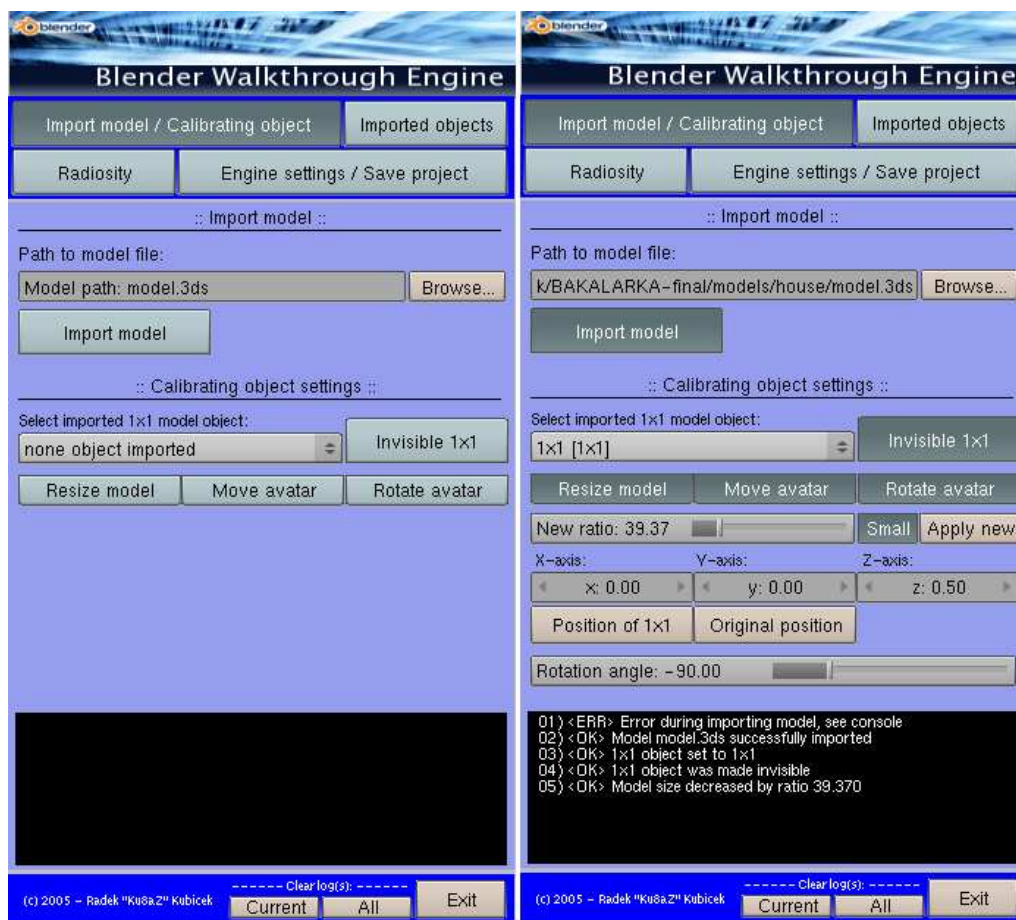 blender
Blender Walkthrough Engine
Import model / Calibrating object
Imported objects
Radiosity
Engine settings / Save project
:: Import model ::
Path to model file:
Model path: model.3ds
Browse...
Import model
:: Calibrating object settings ::
Select imported 1x1 model object:
none object imported
Invisible 1x1
Resize model
Move avatar
Rotate avatar
(c) 2005 - Radek "Ku8aZ" Kubicek
------ Clear log(s): ------
Current
All
Exit
blender
Blender Walkthrough Engine
Import model / Calibrating object
Imported objects
Radiosity
Engine settings / Save project
:: Import model ::
Path to model file:
k/BAKALARKA-final/models/house/model.3ds
Browse...
Import model
:: Calibrating object settings ::
Select imported 1x1 model object:
1x1 [1x1]
Invisible 1x1
Resize model
Move avatar
Rotate avatar
New ratio: 39.37
Small
Apply new
X-axis:
Y-axis:
Z-axis:
x: 0.00
y: 0.00
z: 0.50
Position of 1x1
Original position
Rotation angle: -90.00
01) <ERR> Error during importing model, see console
02) <OK> Model model.3ds successfully imported
03) <OK> 1x1 object set to 1x1
04) <OK> 1x1 object was made invisible
05) <OK> Model size decreased by ratio 39.370
(c) 2005 - Radek "Ku8aZ" Kubicek
------ Clear log(s): ------
Current
All
Exit